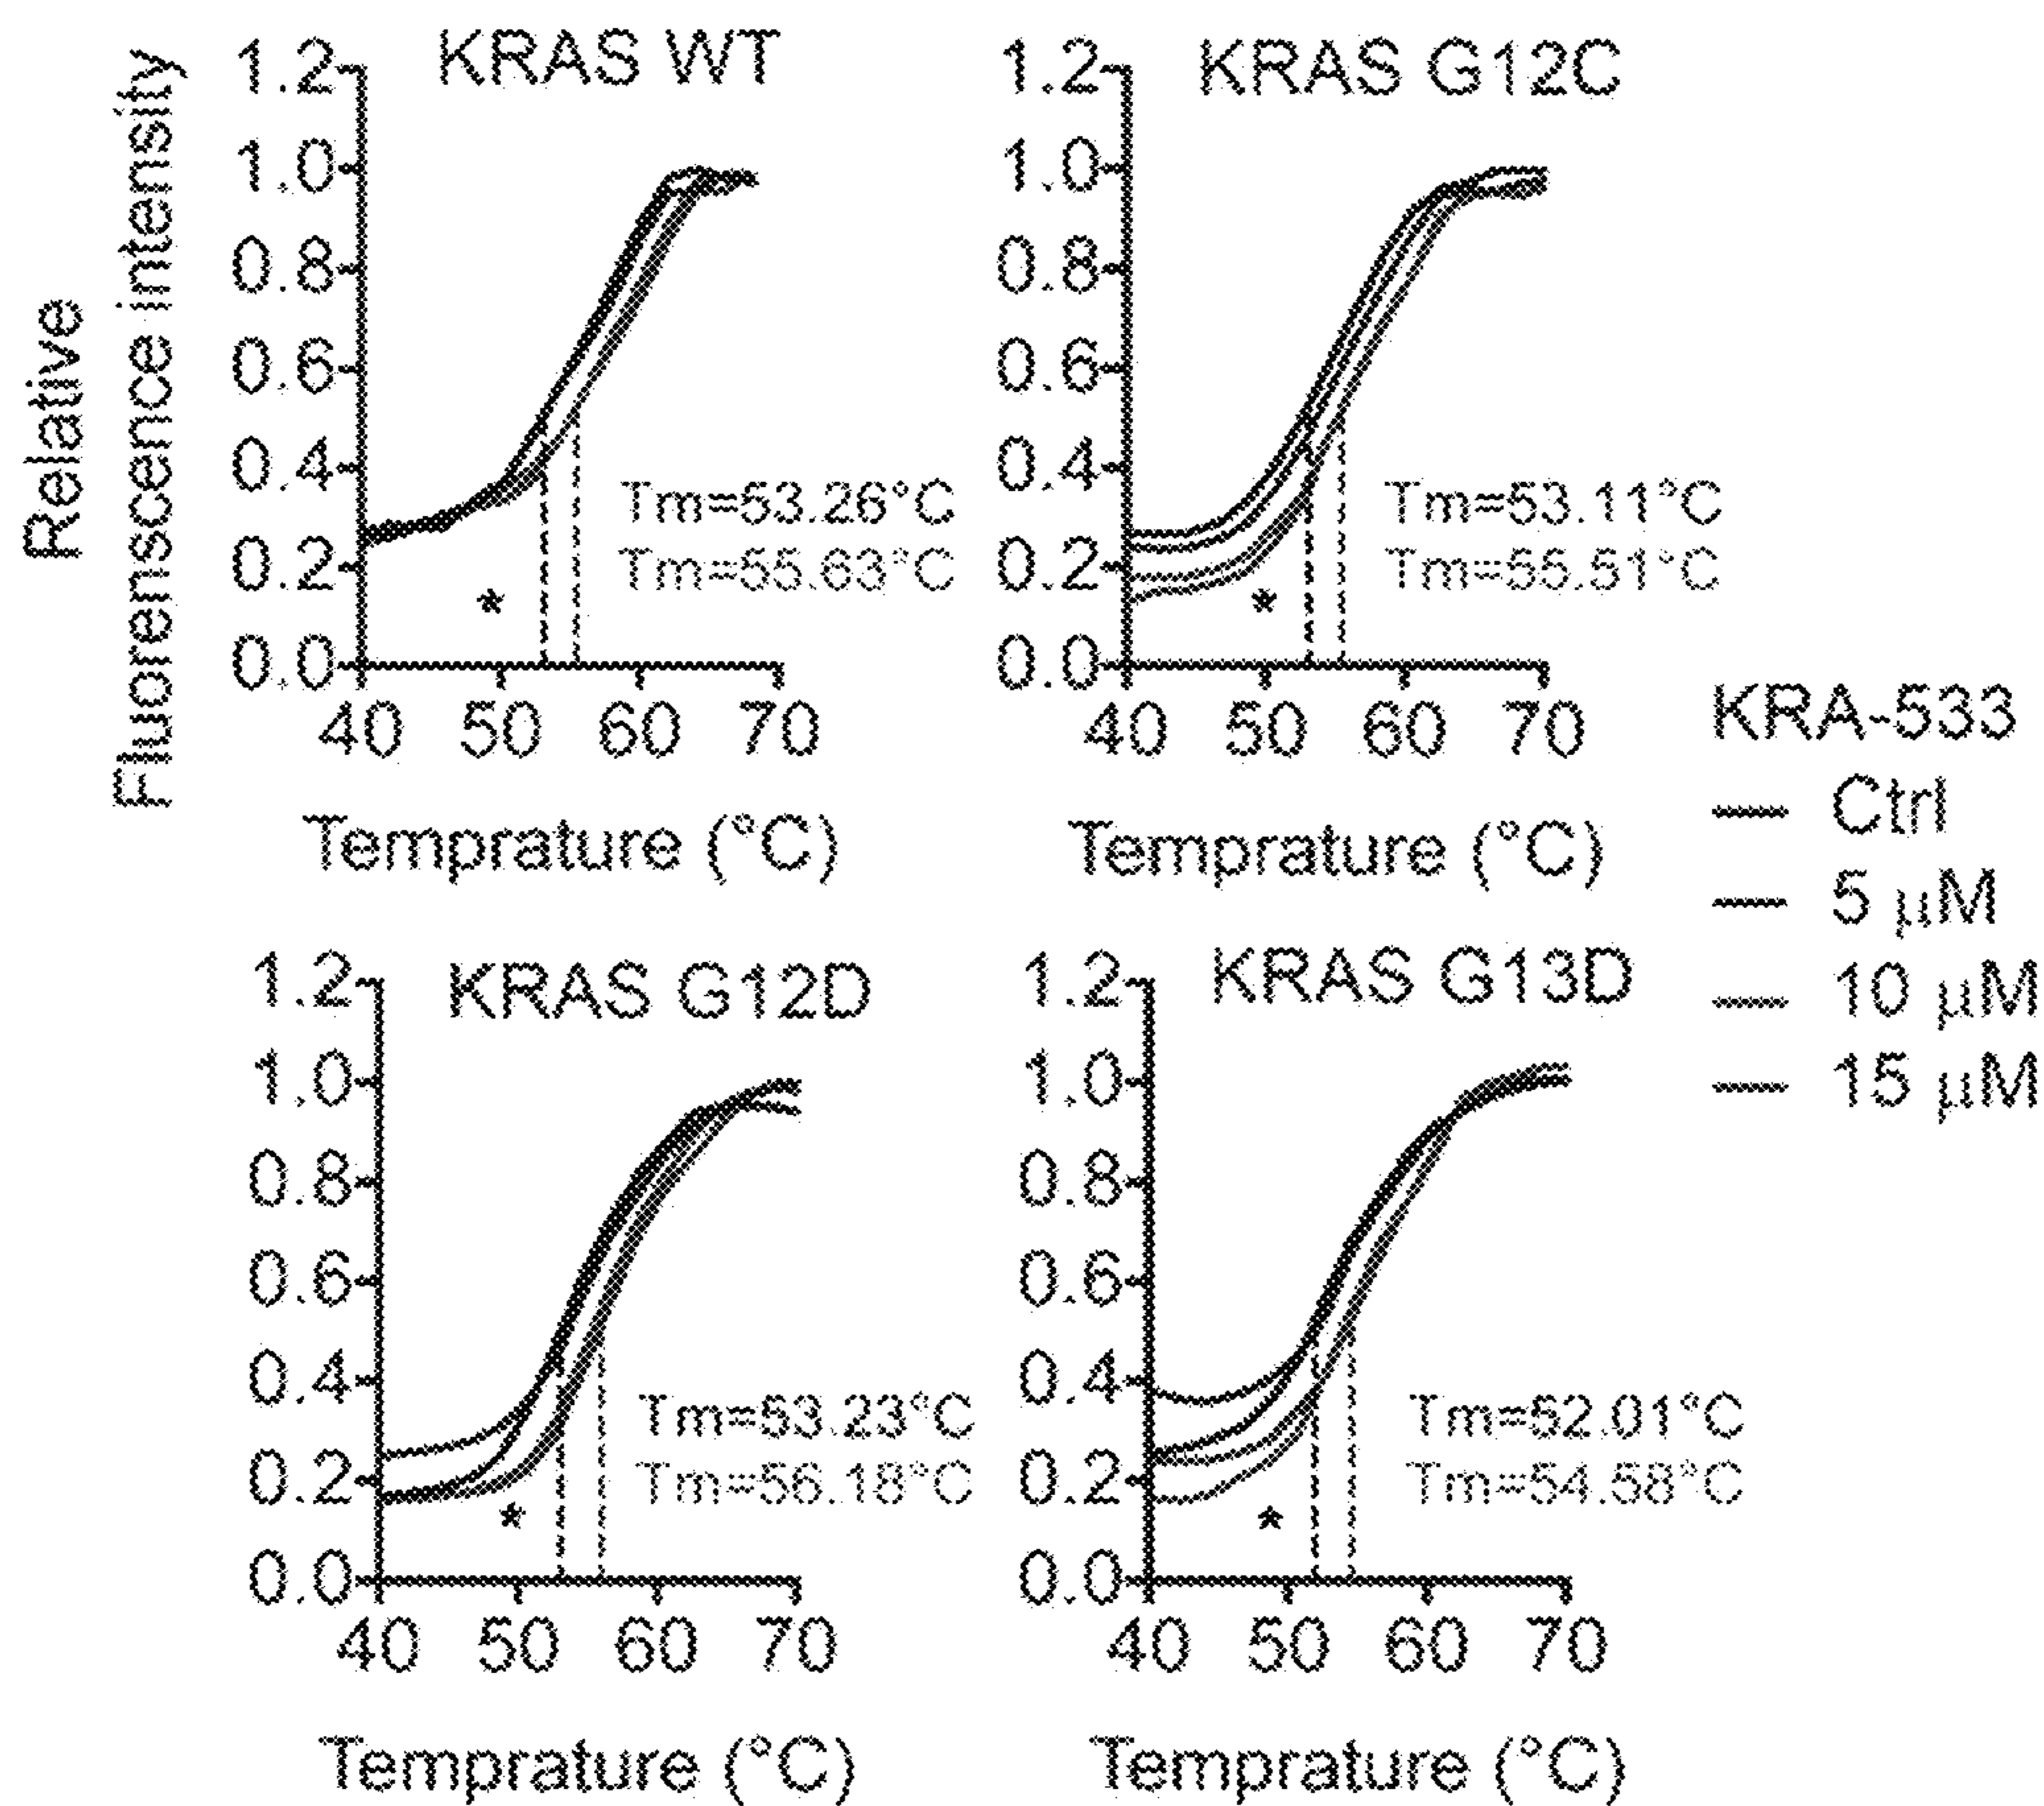 Relative
Fluorenscence intensity
KRAS WT
1.2
1.0
0.8
0.6
0.4
0.2
0.0
Tm=53.26°C
Tm=55.63°C
*
40 50 60 70
Temprature (°C)
KRAS G12C
1.2
1.0
0.8
0.6
0.4
0.2
0.0
Tm=53.11°C
Tm=55.51°C
*
40 50 60 70
Temprature (°C)
KRA-533
Ctrl
5 μM
10 μM
15 μM
KRAS G12D
1.2
1.0
0.8
0.6
0.4
0.2
0.0
Tm=53.23°C
Tm=56.18°C
*
40 50 60 70
Temprature (°C)
KRAS G13D
1.2
1.0
0.8
0.6
0.4
0.2
0.0
Tm=52.01°C
Tm=54.58°C
*
40 50 60 70
Temprature (°C)